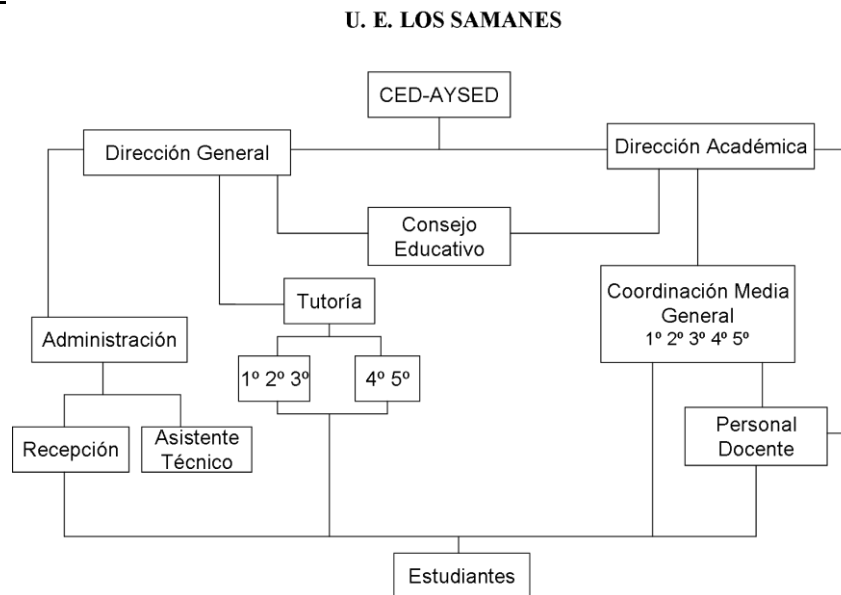 U. E. LOS SAMANES
CED-AYSED
Dirección General
Dirección Académica
Consejo
Educativo
Tutoría
Coordinación Media
General
1º 2º 3º 4º 5º
Administración
1º 2º 3º
4º 5º
Recepción
Asistente
Técnico
Personal
Docente
Estudiantes